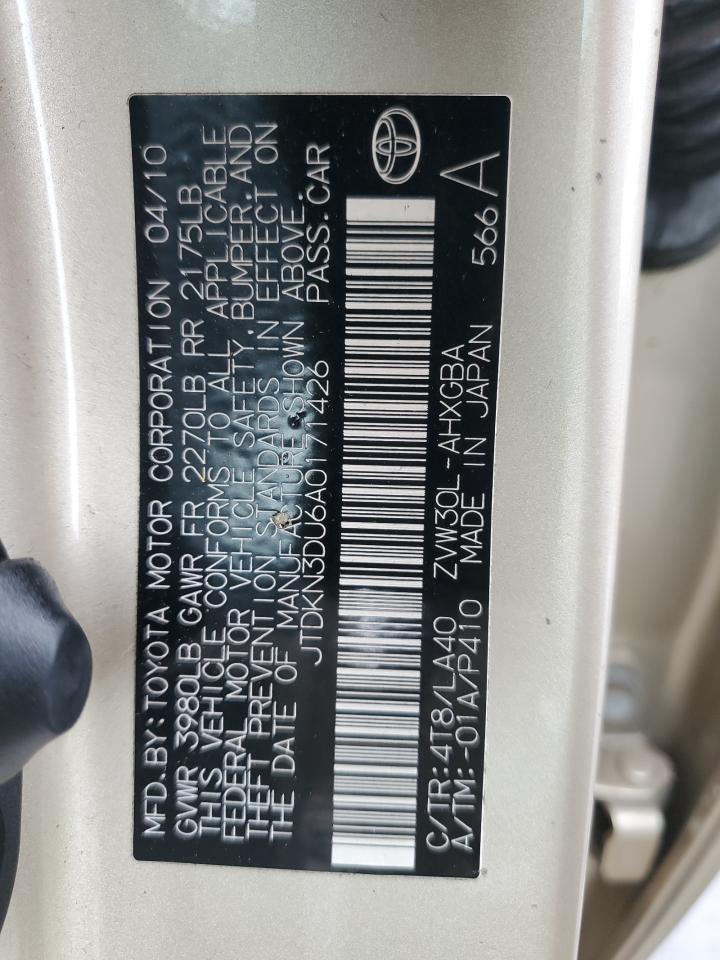 MFD.BY:TOYOTA MOTOR CORPORATION 04/10
GVWR 3980LB GAWR FR 2270LB RR 2175LB
THIS VEHICLE CONFORMS TO ALL APPLICABLE
FEDERAL MOTOR VEHICLE SAFETY,BUMPER,AND
THEFT PREVENTION STANDARDS IN EFFECT ON
THE DATE OF MANUFACTURE SHOWN ABOVE.
JTDKN3DU6A0171426 PASS.CAR
C/TR:4T8/LA40 ZVW30L-AHXGBA
A/TM:-01A/P410 MADE IN JAPAN 566 A